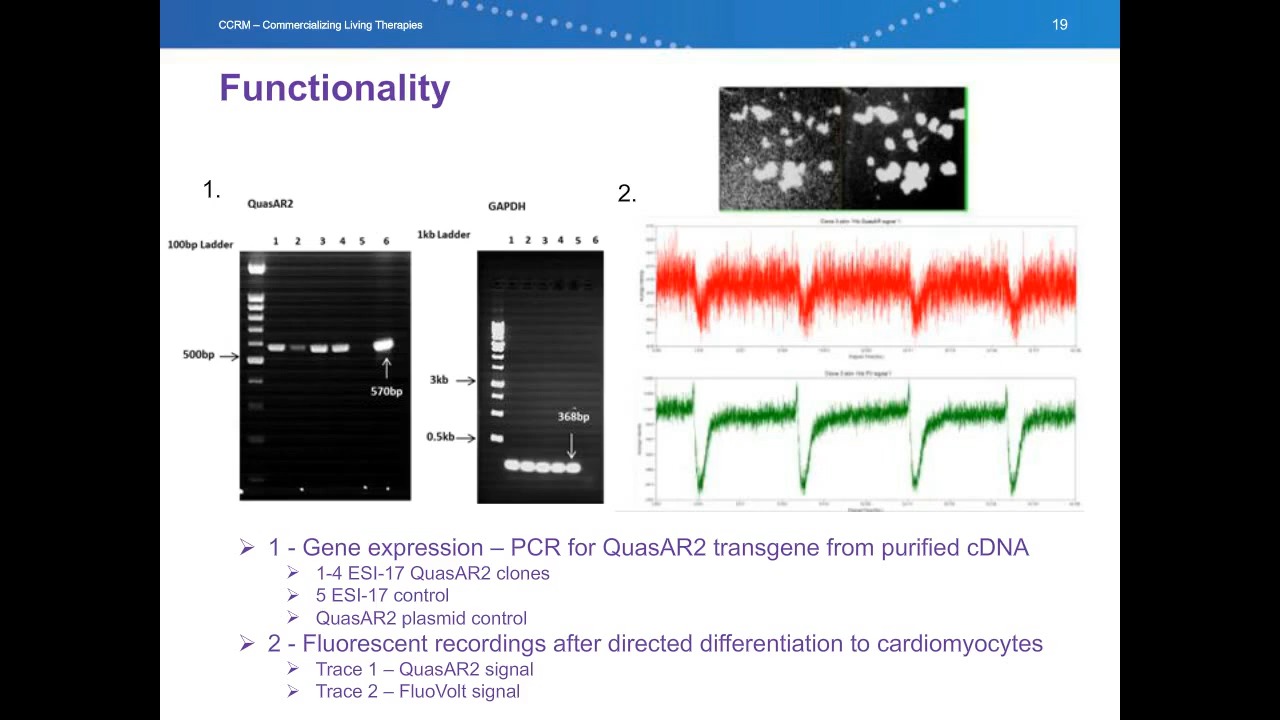 CCRM – Commercializing Living Therapies
19
Functionality
1.
QuasAR2
100bp Ladder
1 2 3 4 5 6
500bp
570bp
GAPDH
1kb Ladder
1 2 3 4 5 6
3kb
0.5kb
368bp
2.
➢ 1 - Gene expression – PCR for QuasAR2 transgene from purified cDNA
➢ 1-4 ESI-17 QuasAR2 clones
➢ 5 ESI-17 control
➢ QuasAR2 plasmid control
➢ 2 - Fluorescent recordings after directed differentiation to cardiomyocytes
➢ Trace 1 – QuasAR2 signal
➢ Trace 2 – FluoVolt signal